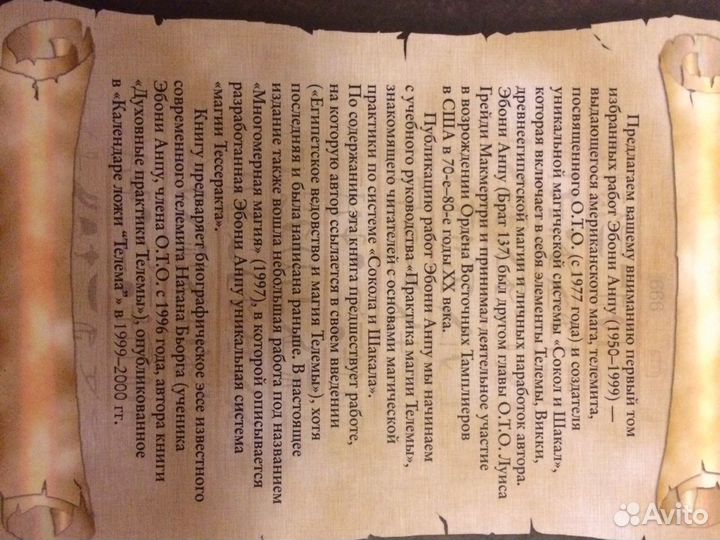 Предлагаем вашему вниманию первый том
избранных работ Эбони Анпу (1950–1999) —
выдающегося американского мага, телемита,
посвященного О.Т.О. (с 1977 года) и создателя
уникальной магической системы «Сокол и Шакал»,
которая включает в себя элементы Телемы, Викки,
древнеегипетской магии и личных наработок автора.
Эбони Анпу (Брат 137) был другом главы О.Т.О. Луиса
Грейди Макмертри и принимал деятельное участие
в возрождении Ордена Восточных Тамплиеров
в США в 70-е–80-е годы XX века.
Публикацию работ Эбони Анпу мы начинаем
с учебного руководства «Практика магии Телемы»,
знакомящего читателей с основами магической
практики по системе «Сокола и Шакала».
По содержанию эта книга предшествует работе,
на которую автор ссылается в своем введении
(«Египетское ведовство и магия Телемы»), хотя
последняя и была написана раньше. В настоящее
издание также вошла небольшая работа под названием
«Многомерная магия» (1997), в которой описывается
разработанная Эбони Анпу уникальная система
«магии Тессеракта».
Книгу предваряет биографическое эссе известного
современного телемита Натана Бьорга (ученика
Эбони Анпу, члена О.Т.О. с 1996 года, автора книги
«Духовные практики Телемы»), опубликованное
в «Календаре ложи "Телема"» в 1999–2000 гг.
Avito